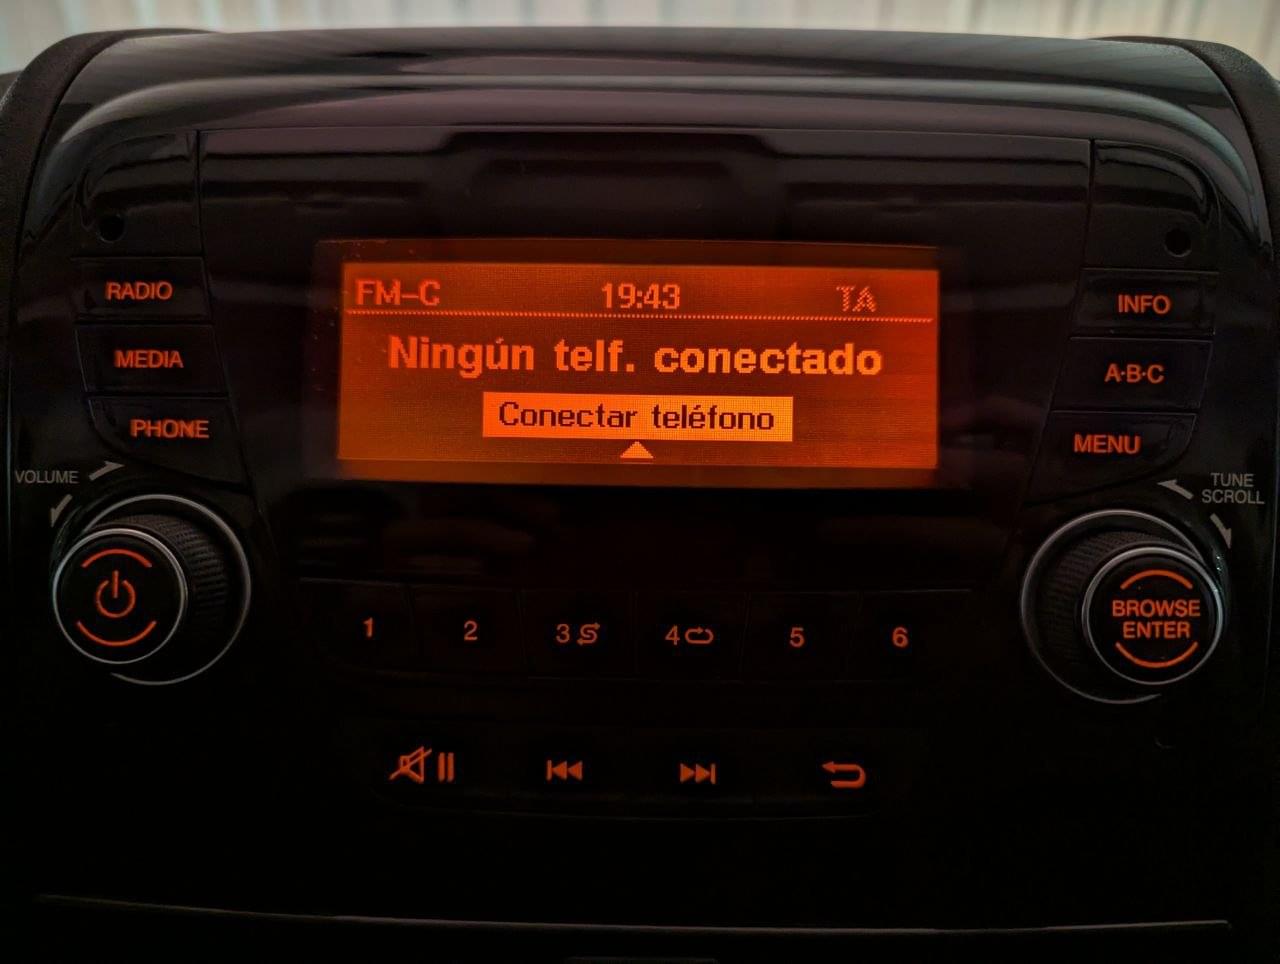 FM-C 19:43 TA
Ningún telf. conectado
Conectar teléfono
RADIO
MEDIA
PHONE
VOLUME
INFO
A·B·C
MENU
TUNE
SCROLL
BROWSE
ENTER
1 2 3 4 5 6